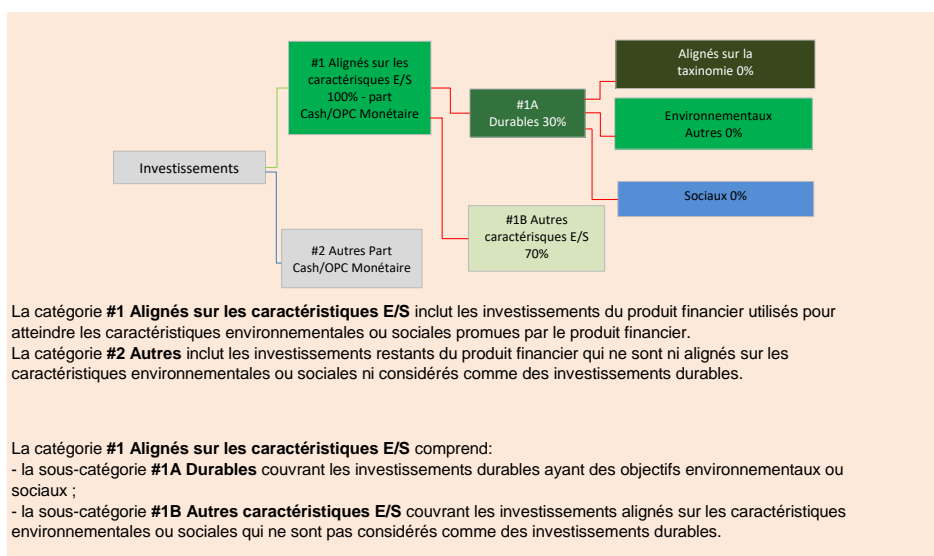 #1 Alignés sur les
caractérisques E/S
100% - part
Cash/OPC Monétaire
Alignés sur la
taxinomie 0%
#1A
Durables 30%
Environnementaux
Autres 0%
Investissements
Sociaux 0%
#1B Autres
caractérisques E/S
70%
#2 Autres Part
Cash/OPC Monétaire
La catégorie #1 Alignés sur les caractéristiques E/S inclut les investissements du produit financier utilisés pour
atteindre les caractéristiques environnementales ou sociales promues par le produit financier.
La catégorie #2 Autres inclut les investissements restants du produit financier qui ne sont ni alignés sur les
caractéristiques environnementales ou sociales ni considérés comme des investissements durables.
La catégorie #1 Alignés sur les caractéristiques E/S comprend:
- la sous-catégorie #1A Durables couvrant les investissements durables ayant des objectifs environnementaux ou
sociaux ;
- la sous-catégorie #1B Autres caractéristiques E/S couvrant les investissements alignés sur les caractéristiques
environnementales ou sociales qui ne sont pas considérés comme des investissements durables.